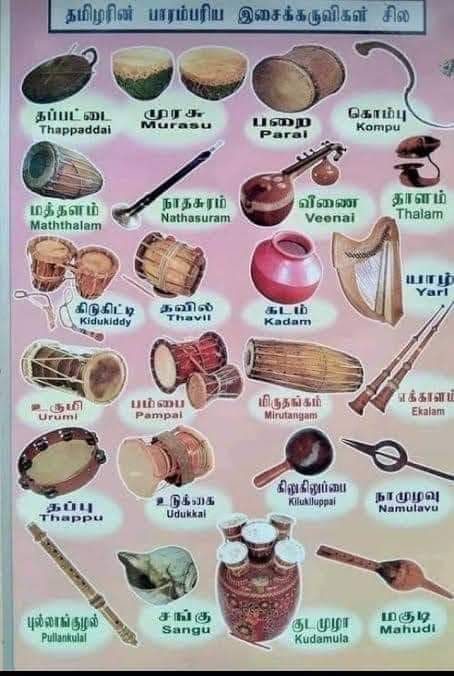 தமிழரின் பாரம்பரிய இசைக்கருவிகள் சில
தப்பட்டை
Thappaddai
முரசு
Murasu
பறை
Parai
கொம்பு
Kompu
மத்தளம்
Maththalam
நாதசுரம்
Nathasuram
வீணை
Veenai
தாளம்
Thalam
கிடுகிட்டி
Kidukiddy
தவில்
Thavil
கடம்
Kadam
யாழ்
Yarl
உருமி
Urumi
பம்பை
Pampai
மிருதங்கம்
Mirutangam
எக்காளம்
Ekalam
தப்பு
Thappu
உடுக்கை
Udukkai
கிலுகிலுப்பை
Kilukiluppai
நாமுழவு
Namulavu
புல்லாங்குழல்
Pullankulal
சங்கு
Sangu
குடமுழா
Kudamula
மகுடி
Mahudi